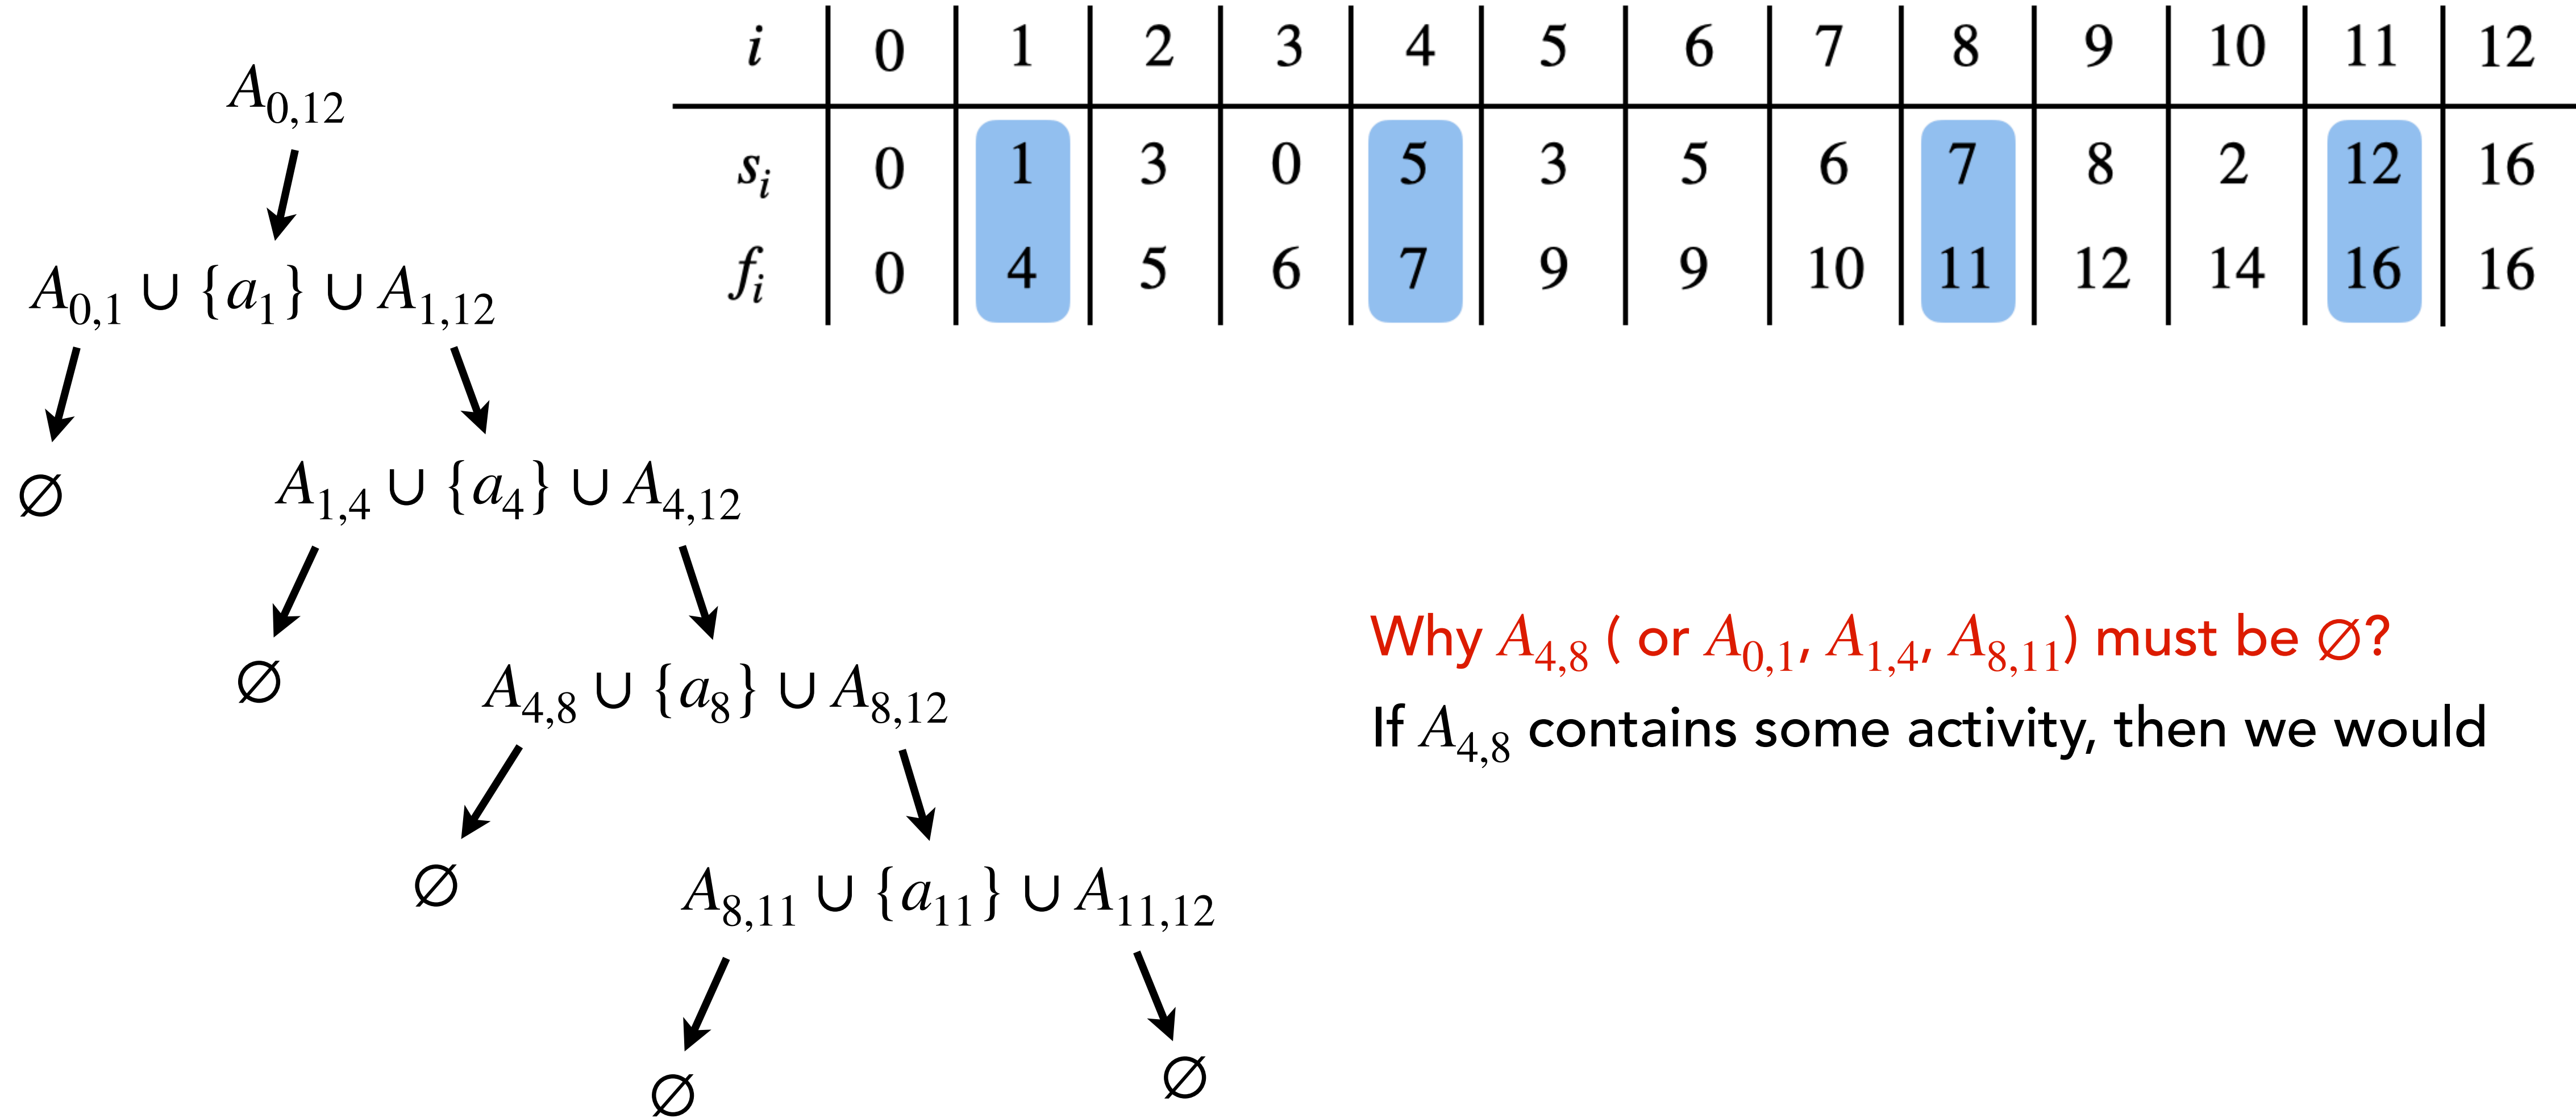 i 0 1 2 3 4 5 6 7 8 9 10 11 12
sᵢ 0 1 3 0 5 3 5 6 7 8 2 12 16
fᵢ 0 4 5 6 7 9 9 10 11 12 14 16 16
A₀,₁₂
A₀,₁ ∪ {a₁} ∪ A₁,₁₂
∅
A₁,₄ ∪ {a₄} ∪ A₄,₁₂
∅
A₄,₈ ∪ {a₈} ∪ A₈,₁₂
∅
A₈,₁₁ ∪ {a₁₁} ∪ A₁₁,₁₂
∅ ∅
Why A₄,₈ ( or A₀,₁, A₁,₄, A₈,₁₁) must be ∅?
If A₄,₈ contains some activity, then we would